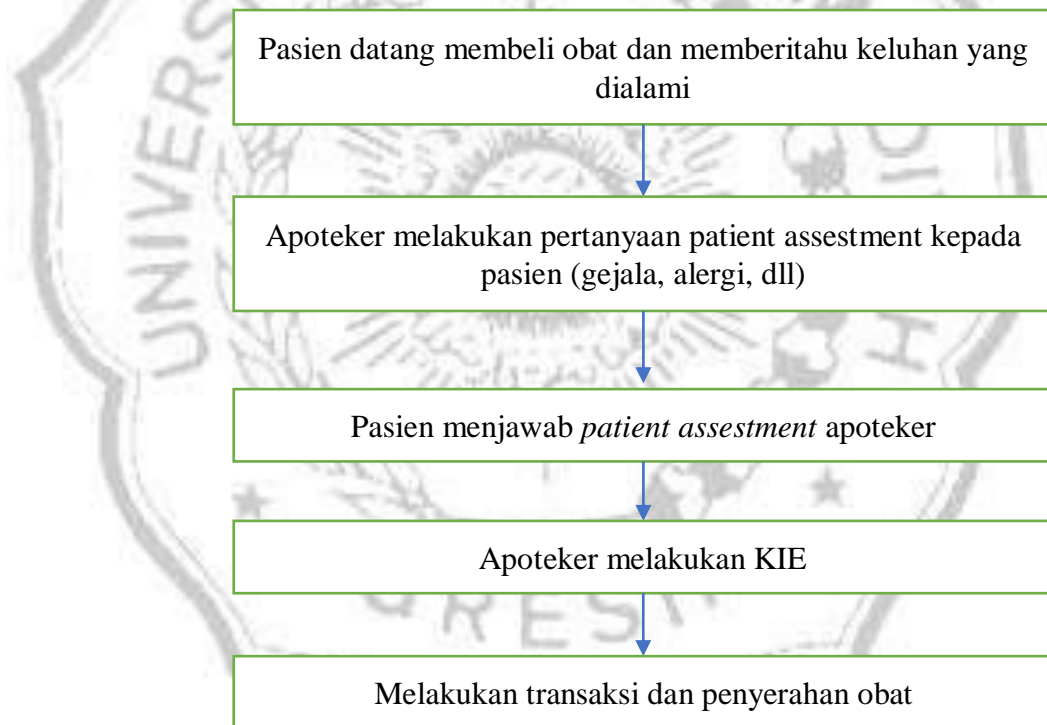 Pasien datang membeli obat dan memberitahu keluhan yang
dialami
Apoteker melakukan pertanyaan patient assestment kepada
pasien (gejala, alergi, dll)
Pasien menjawab patient assestment apoteker
Apoteker melakukan KIE
Melakukan transaksi dan penyerahan obat